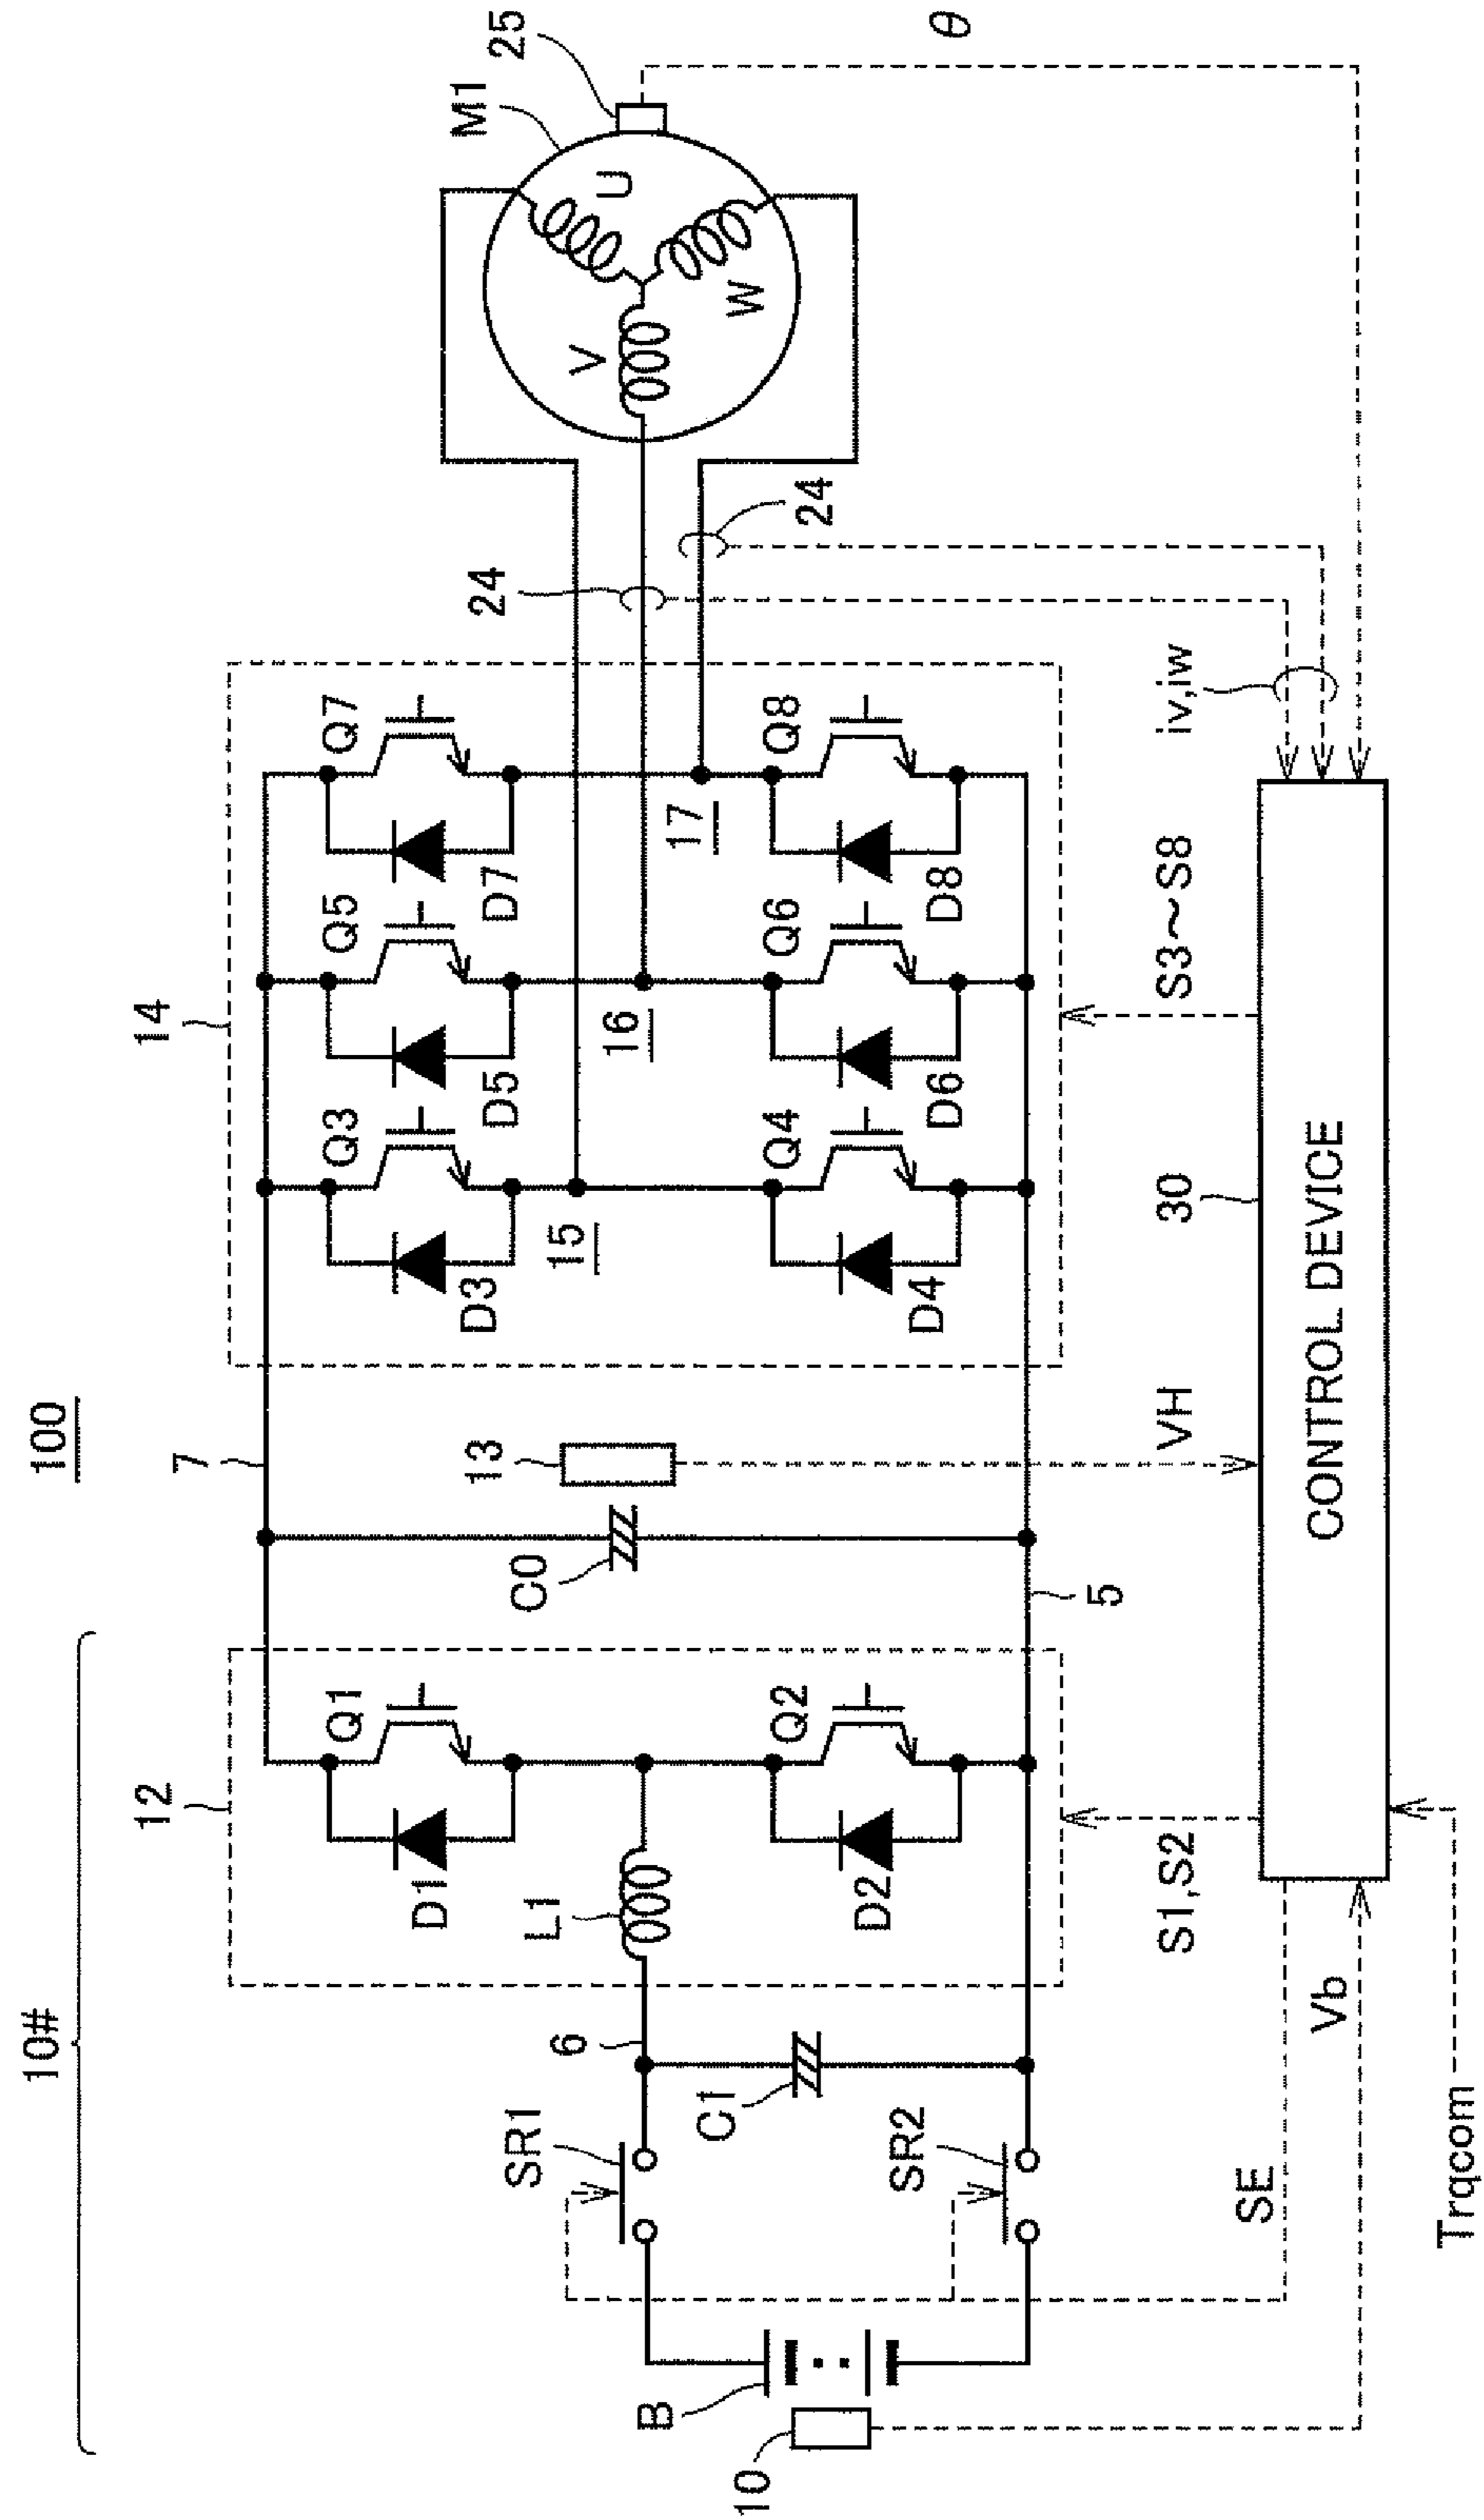 100
10#
12
7
14
Q1
D1
Q2
D2
L1
6
SR1
C1
SR2
B
10
C0
13
5
Q3
D3
Q5
D5
Q7
D7
15
16
17
Q4
D4
Q6
D6
Q8
D8
24
24
M1
25
U
V
W
θ
SE
Vb
S1,S2
VH
30
S3~S8
iv,iw
CONTROL DEVICE
Trqcom